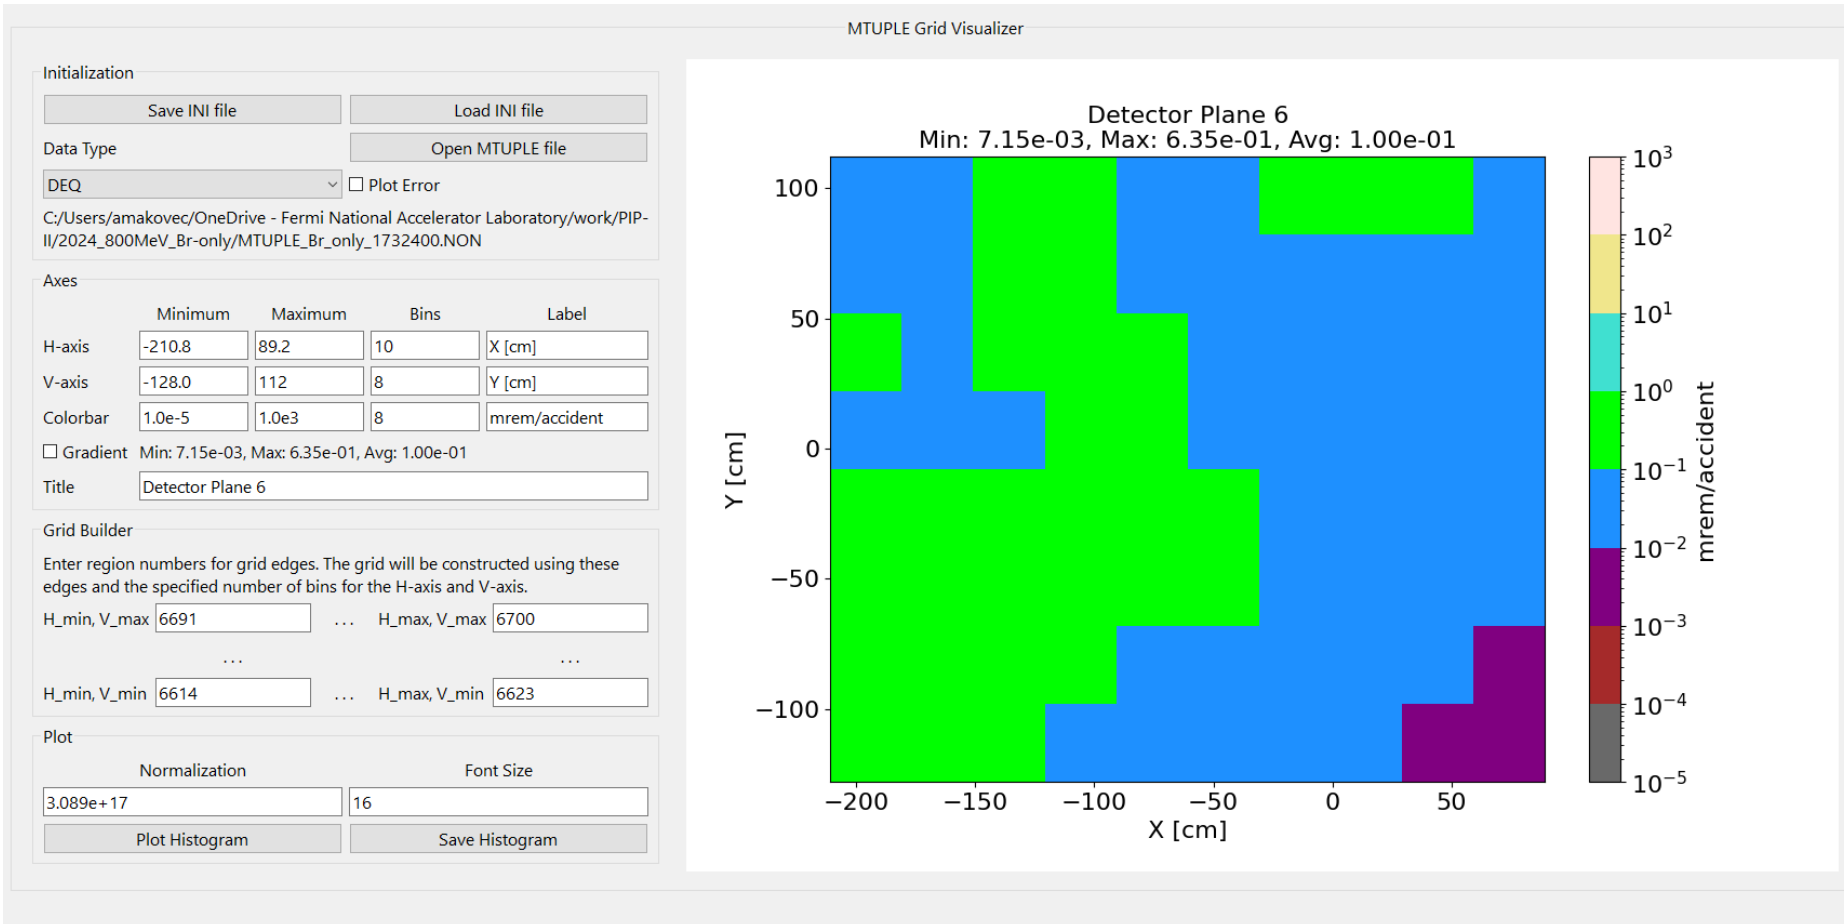 MTUPLE Grid Visualizer
Initialization
Save INI file
Load INI file
Data Type
Open MTUPLE file
DEQ
Plot Error
C:/Users/amakovec/OneDrive - Fermi National Accelerator Laboratory/work/PIP-
II/2024_800MeV_Br-only/MTUPLE_Br_only_1732400.NON
Axes
Minimum Maximum Bins Label
H-axis -210.8 89.2 10 X [cm]
V-axis -128.0 112 8 Y [cm]
Colorbar 1.0e-5 1.0e3 8 mrem/accident
Gradient Min: 7.15e-03, Max: 6.35e-01, Avg: 1.00e-01
Title Detector Plane 6
Grid Builder
Enter region numbers for grid edges. The grid will be constructed using these
edges and the specified number of bins for the H-axis and V-axis.
H_min, V_max 6691 ... H_max, V_max 6700
... ...
H_min, V_min 6614 ... H_max, V_min 6623
Plot
Normalization Font Size
3.089e+17 16
Plot Histogram Save Histogram
Detector Plane 6
Min: 7.15e-03, Max: 6.35e-01, Avg: 1.00e-01
100
50
0
−50
−100
Y [cm]
−200 −150 −100 −50 0 50
X [cm]
10³
10²
10¹
10⁰
10⁻¹
10⁻²
10⁻³
10⁻⁴
10⁻⁵
mrem/accident